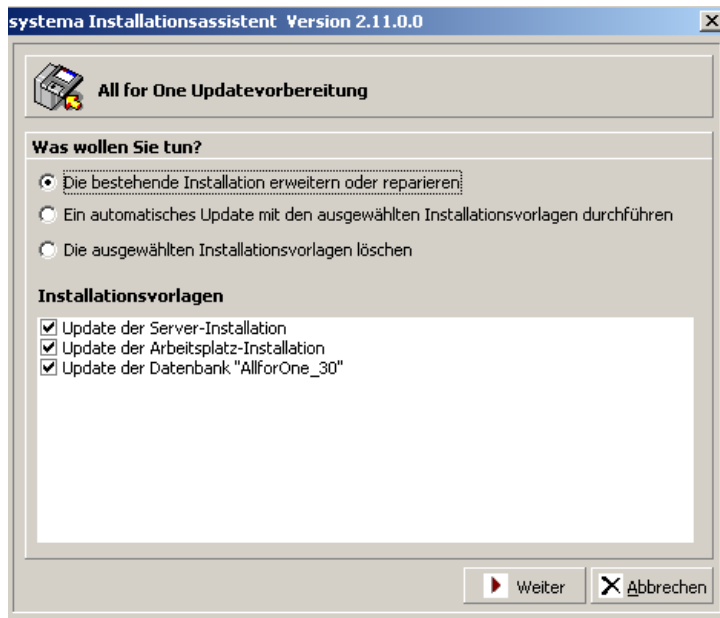 systema Installationsassistent Version 2.11.0.0
All for One Updatevorbereitung
Was wollen Sie tun?
Die bestehende Installation erweitern oder reparieren
Ein automatisches Update mit den ausgewählten Installationsvorlagen durchführen
Die ausgewählten Installationsvorlagen löschen
Installationsvorlagen
Update der Server-Installation
Update der Arbeitsplatz-Installation
Update der Datenbank "AllforOne_30"
Weiter
Abbrechen